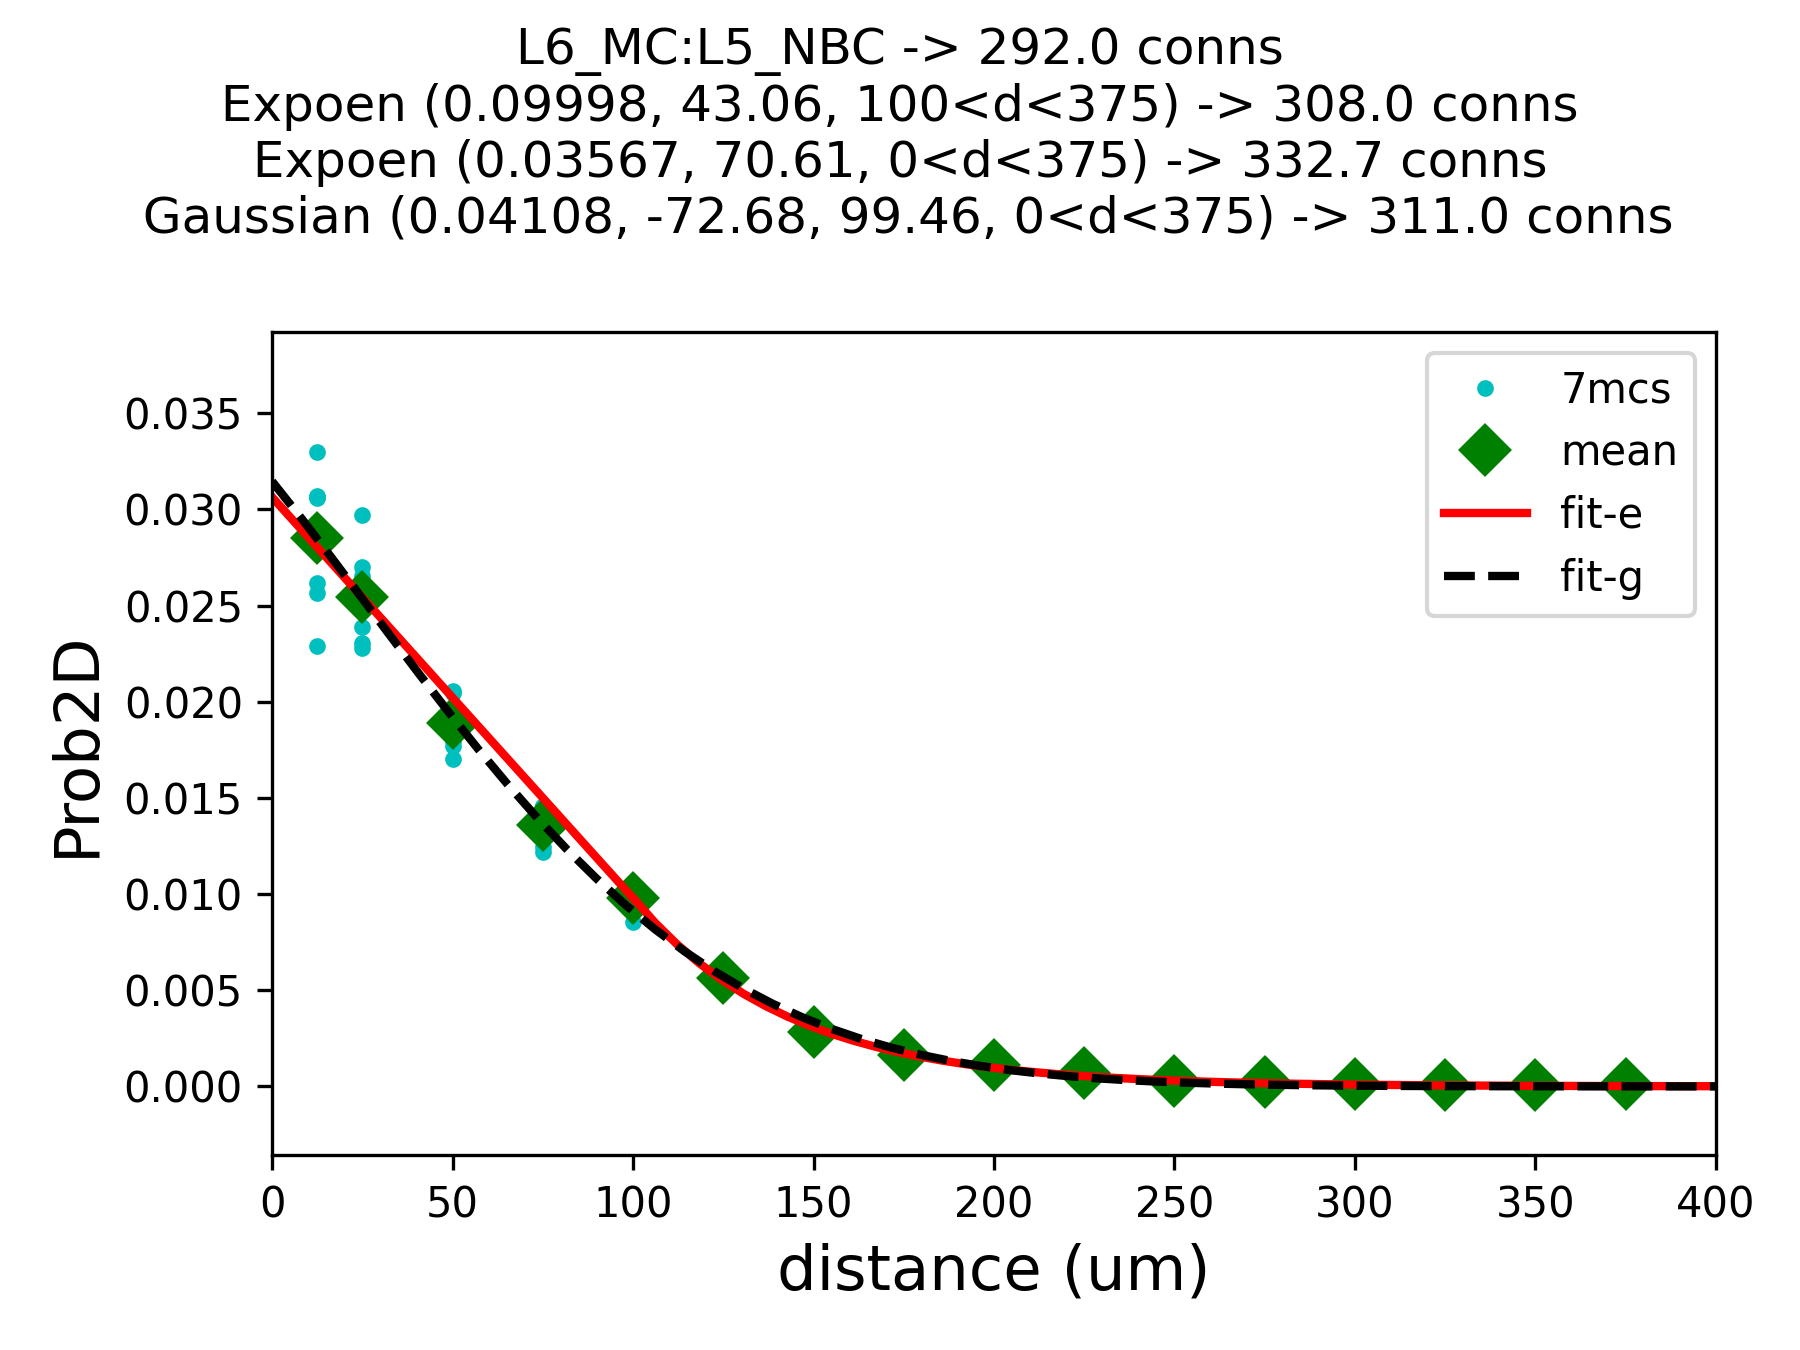 L6_MC:L5_NBC -> 292.0 conns
Expoen (0.09998, 43.06, 100<d<375) -> 308.0 conns
Expoen (0.03567, 70.61, 0<d<375) -> 332.7 conns
Gaussian (0.04108, -72.68, 99.46, 0<d<375) -> 311.0 conns
7mcs
mean
fit-e
fit-g
Prob2D
0.035
0.030
0.025
0.020
0.015
0.010
0.005
0.000
0 50 100 150 200 250 300 350 400
distance (um)